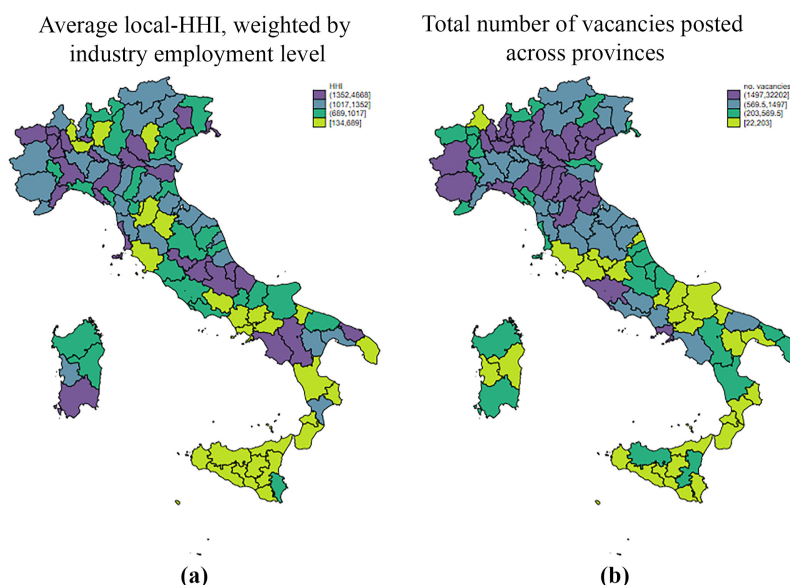 Average local-HHI, weighted by
industry employment level
HHI
(1352,4868]
(1017,1352]
(689,1017]
[134,689]
(a)
Total number of vacancies posted
across provinces
no. vacancies
(1497,32202]
(569.5,1497]
(203,569.5]
[22,203]
(b)